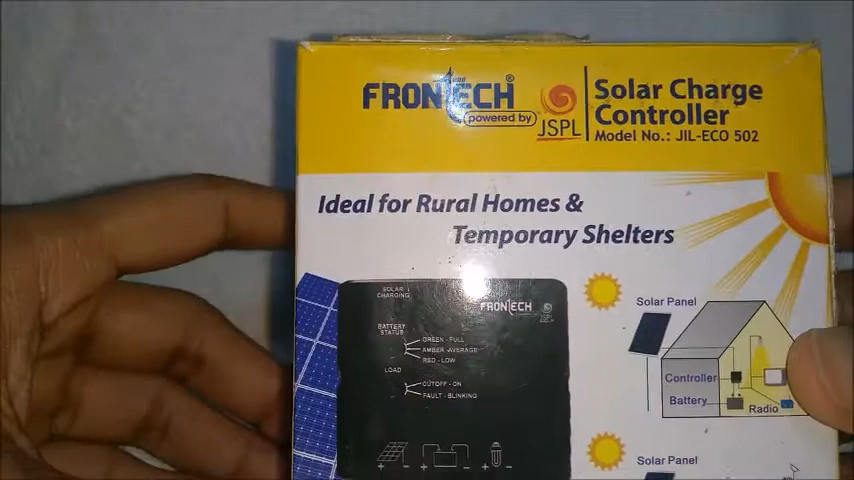 FRONTECH®
powered by
JSPL
Solar Charge
Controller
Model No.: JIL-ECO 502
Ideal for Rural Homes &
Temporary Shelters
SOLAR
CHARGING
FRONTECH
BATTERY
STATUS
GREEN - FULL
AMBER - AVERAGE
RED - LOW
LOAD
CUTOFF - ON
FAULT - BLINKING
Solar Panel
Controller
Battery
Radio
Solar Panel